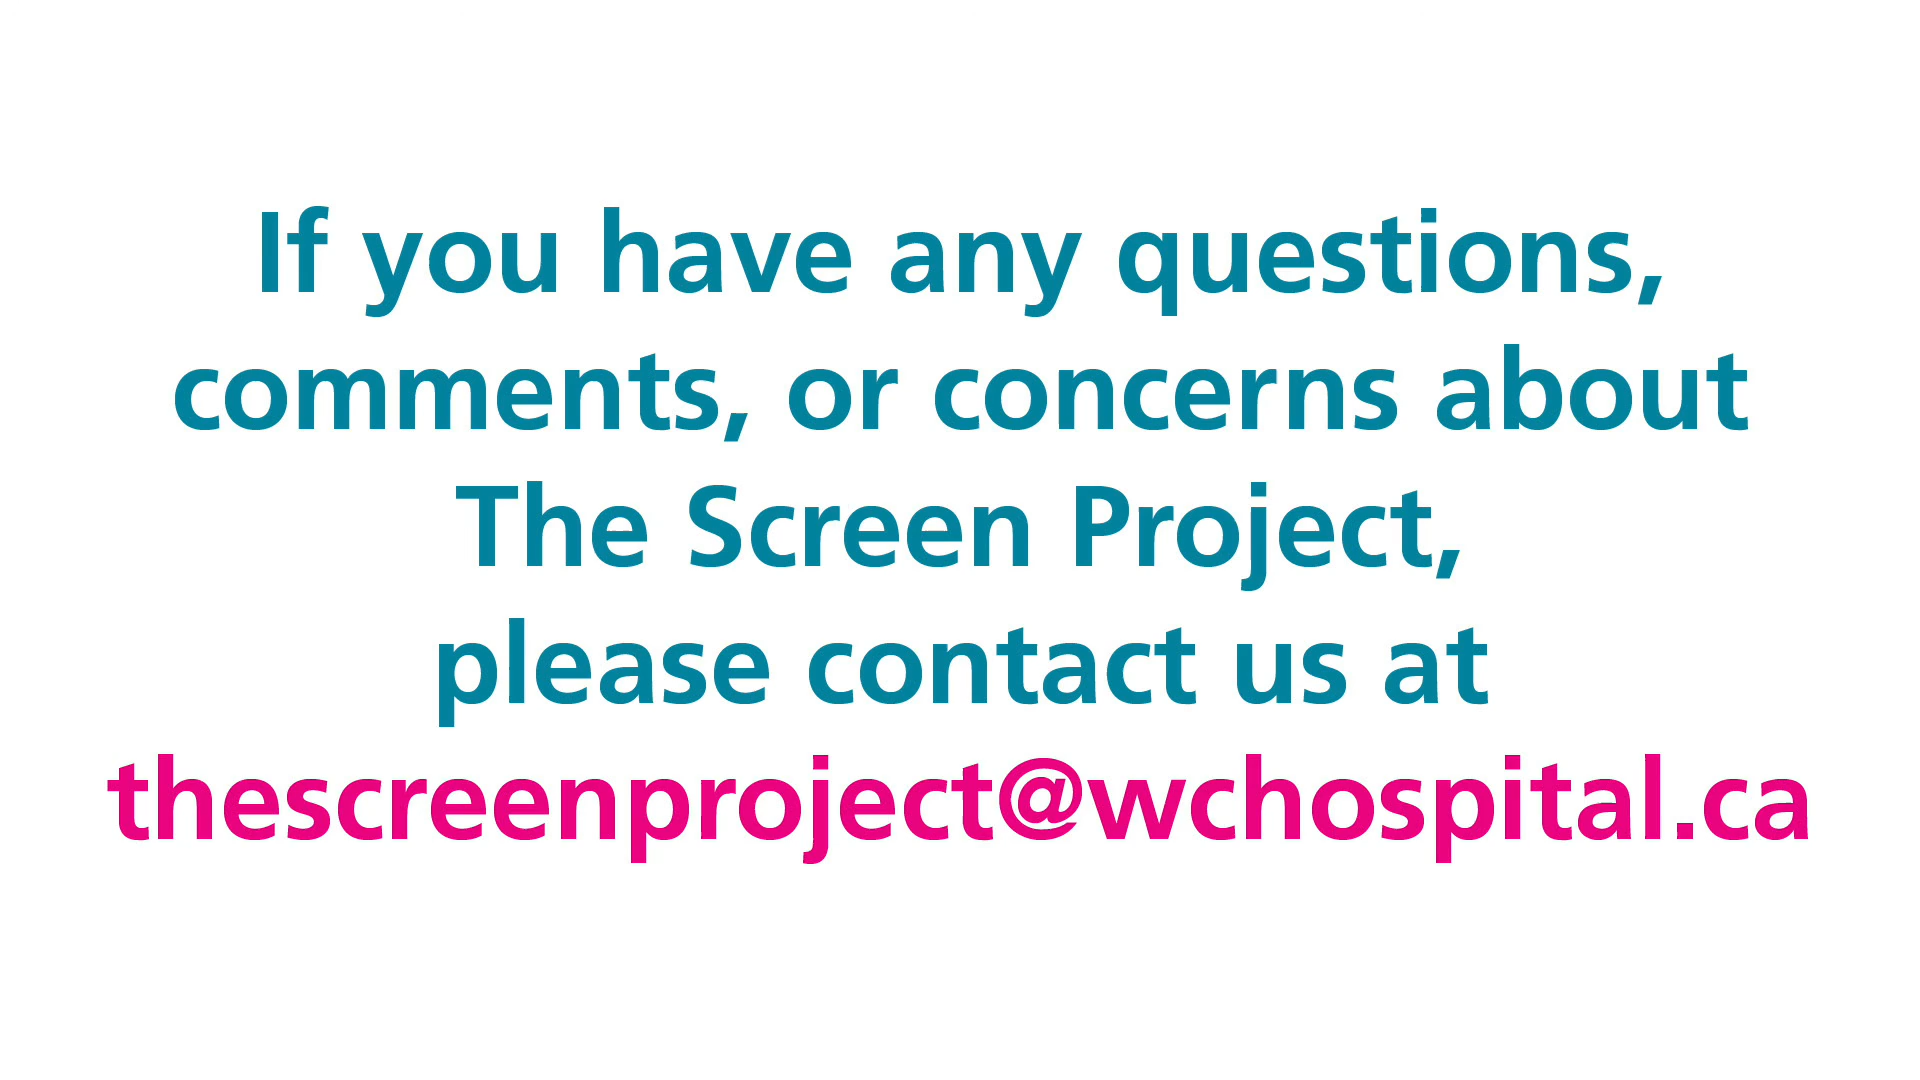 If you have any questions,
comments, or concerns about
The Screen Project,
please contact us at
thescreenproject@wchospital.ca